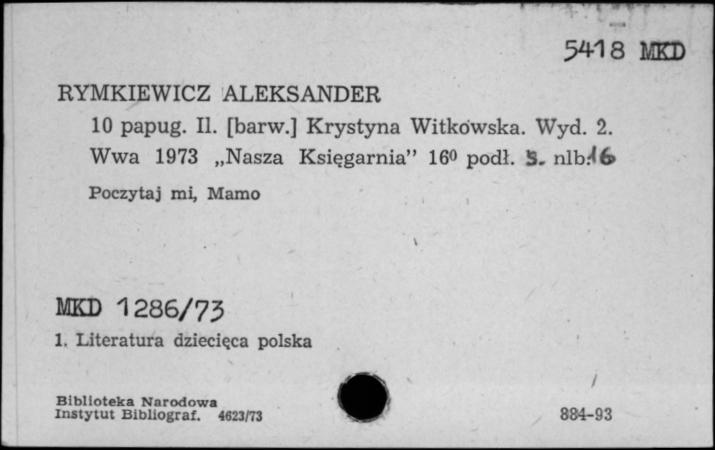 5418 MKD
RYMKIEWICZ ALEKSANDER
10 papug. Il. [barw.] Krystyna Witkowska. Wyd. 2.
Wwa 1973 „Nasza Księgarnia” 16⁰ podł. s. nlb. 16
Poczytaj mi, Mamo
MKD 1286/73
1. Literatura dziecięca polska
Biblioteka Narodowa
Instytut Bibliograf. 4623/73
884-93